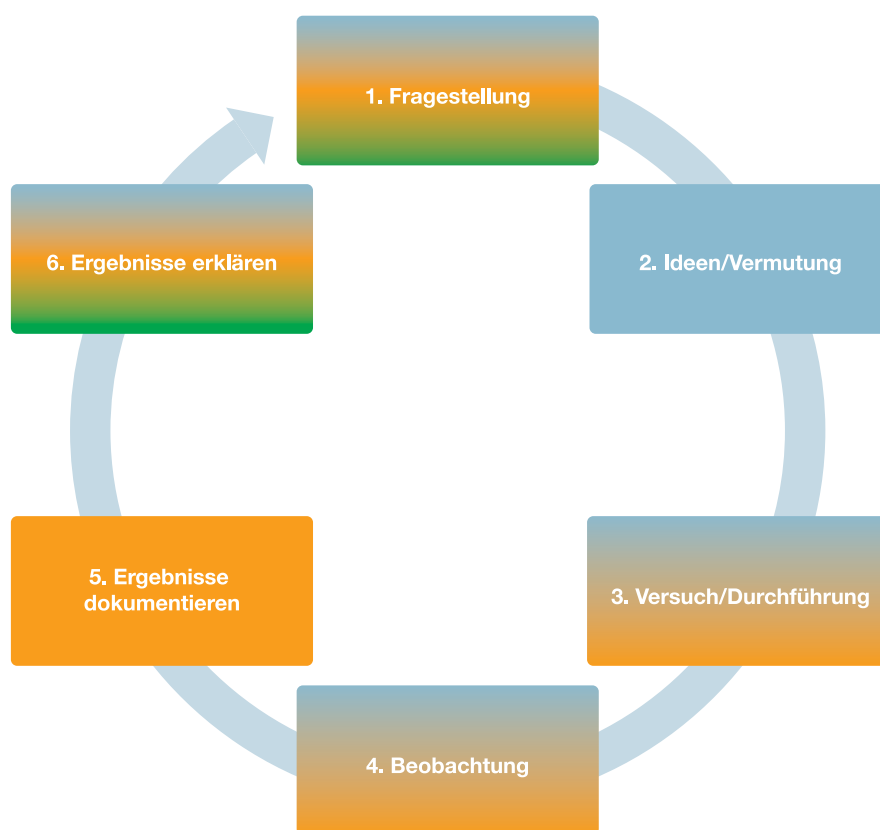 1. Fragestellung
2. Ideen/Vermutung
3. Versuch/Durchführung
4. Beobachtung
5. Ergebnisse
dokumentieren
6. Ergebnisse erklären